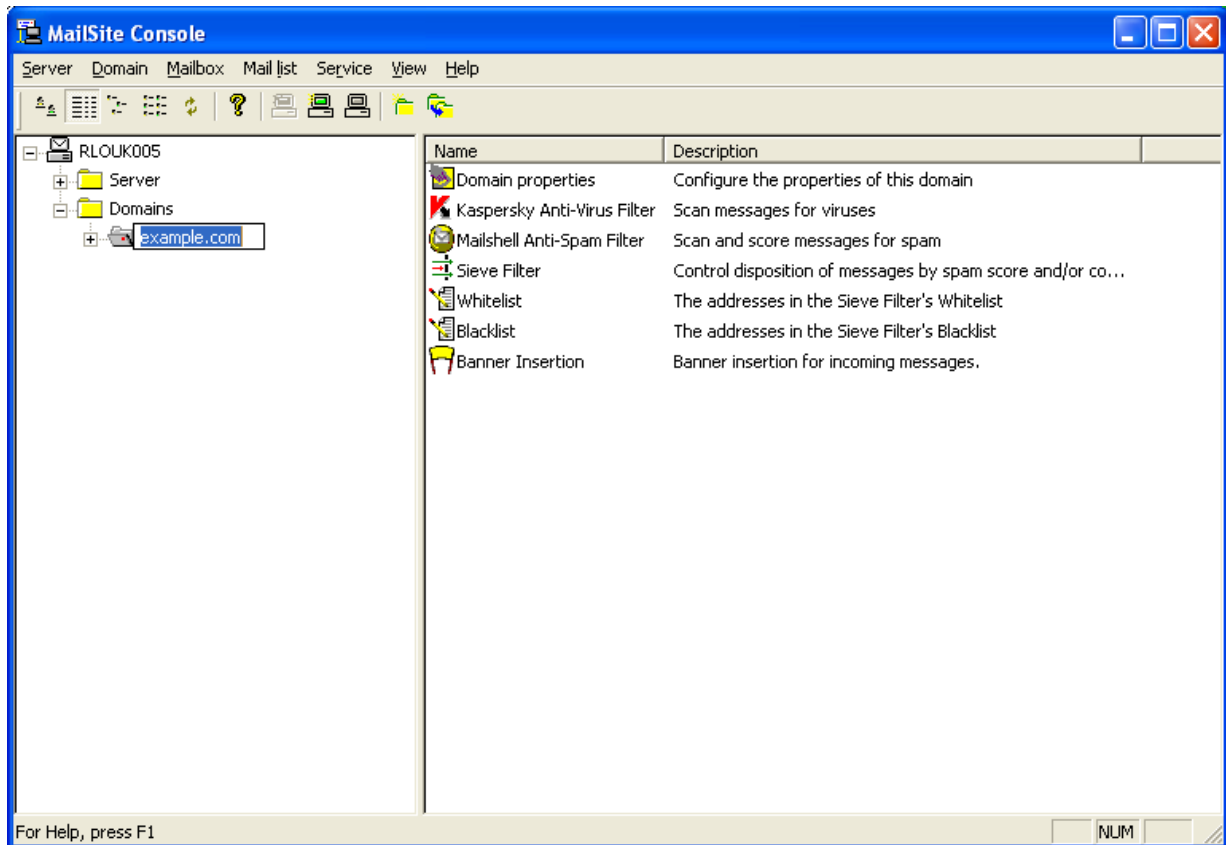 MailSite Console
Server Domain Mailbox Mail list Service View Help
RLOUK005
Server
Domains
example.com
Name Description
Domain properties Configure the properties of this domain
Kaspersky Anti-Virus Filter Scan messages for viruses
Mailshell Anti-Spam Filter Scan and score messages for spam
Sieve Filter Control disposition of messages by spam score and/or co...
Whitelist The addresses in the Sieve Filter's Whitelist
Blacklist The addresses in the Sieve Filter's Blacklist
Banner Insertion Banner insertion for incoming messages.
For Help, press F1 NUM